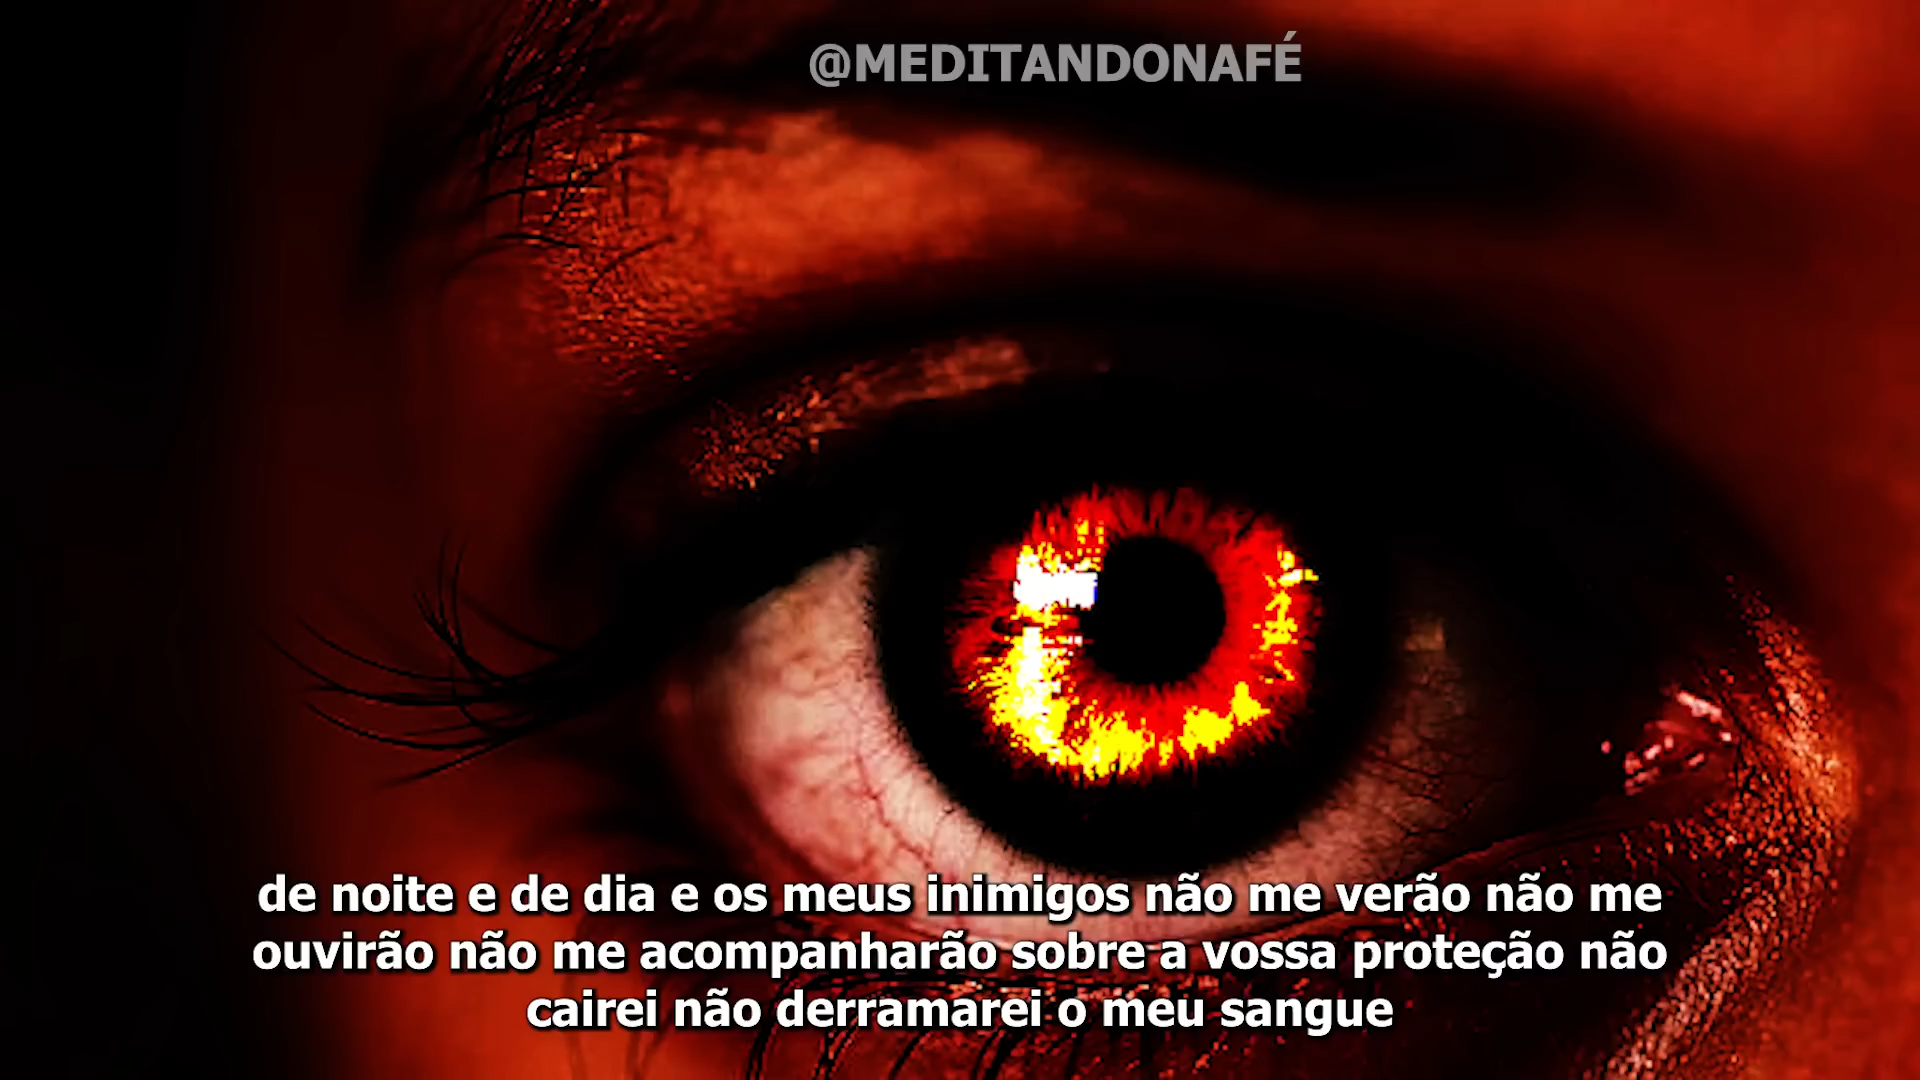 @MEDITANDONAFÉ
de noite e de dia e os meus inimigos não me verão não me
ouvirão não me acompanharão sobre a vossa proteção não
cairei não derramarei o meu sangue